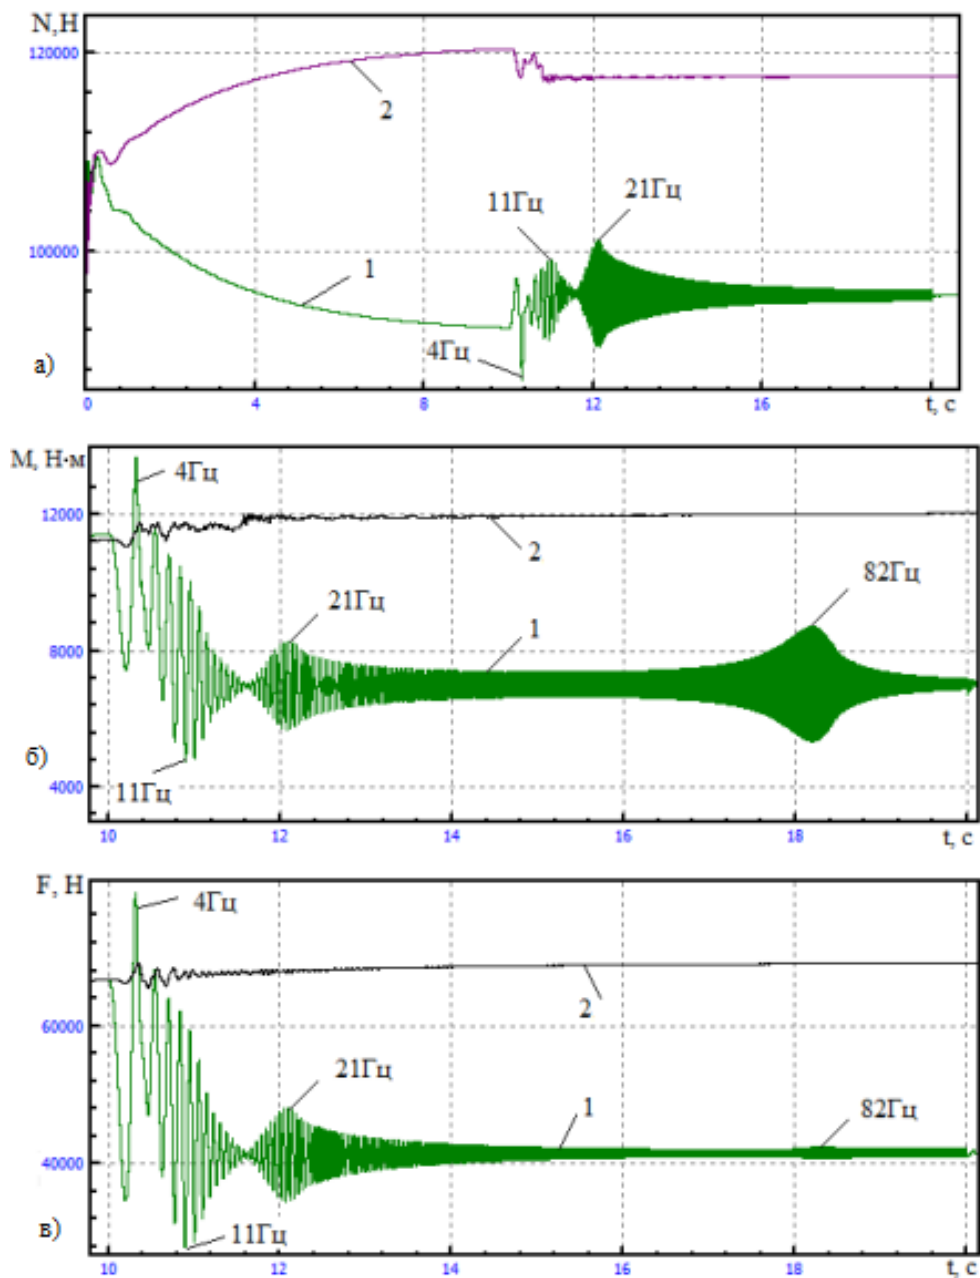 N,Н
120000
2
11Гц
21Гц
100000
1
4Гц
а)
0 4 8 12 16 t, с
М, Н·м
4Гц
12000
2
82Гц
21Гц
1
8000
б)
4000
11Гц
10 12 14 16 18 t, с
F, Н
4Гц
2
60000
21Гц
1
82Гц
40000
в)
11Гц
10 12 14 16 18 t, с